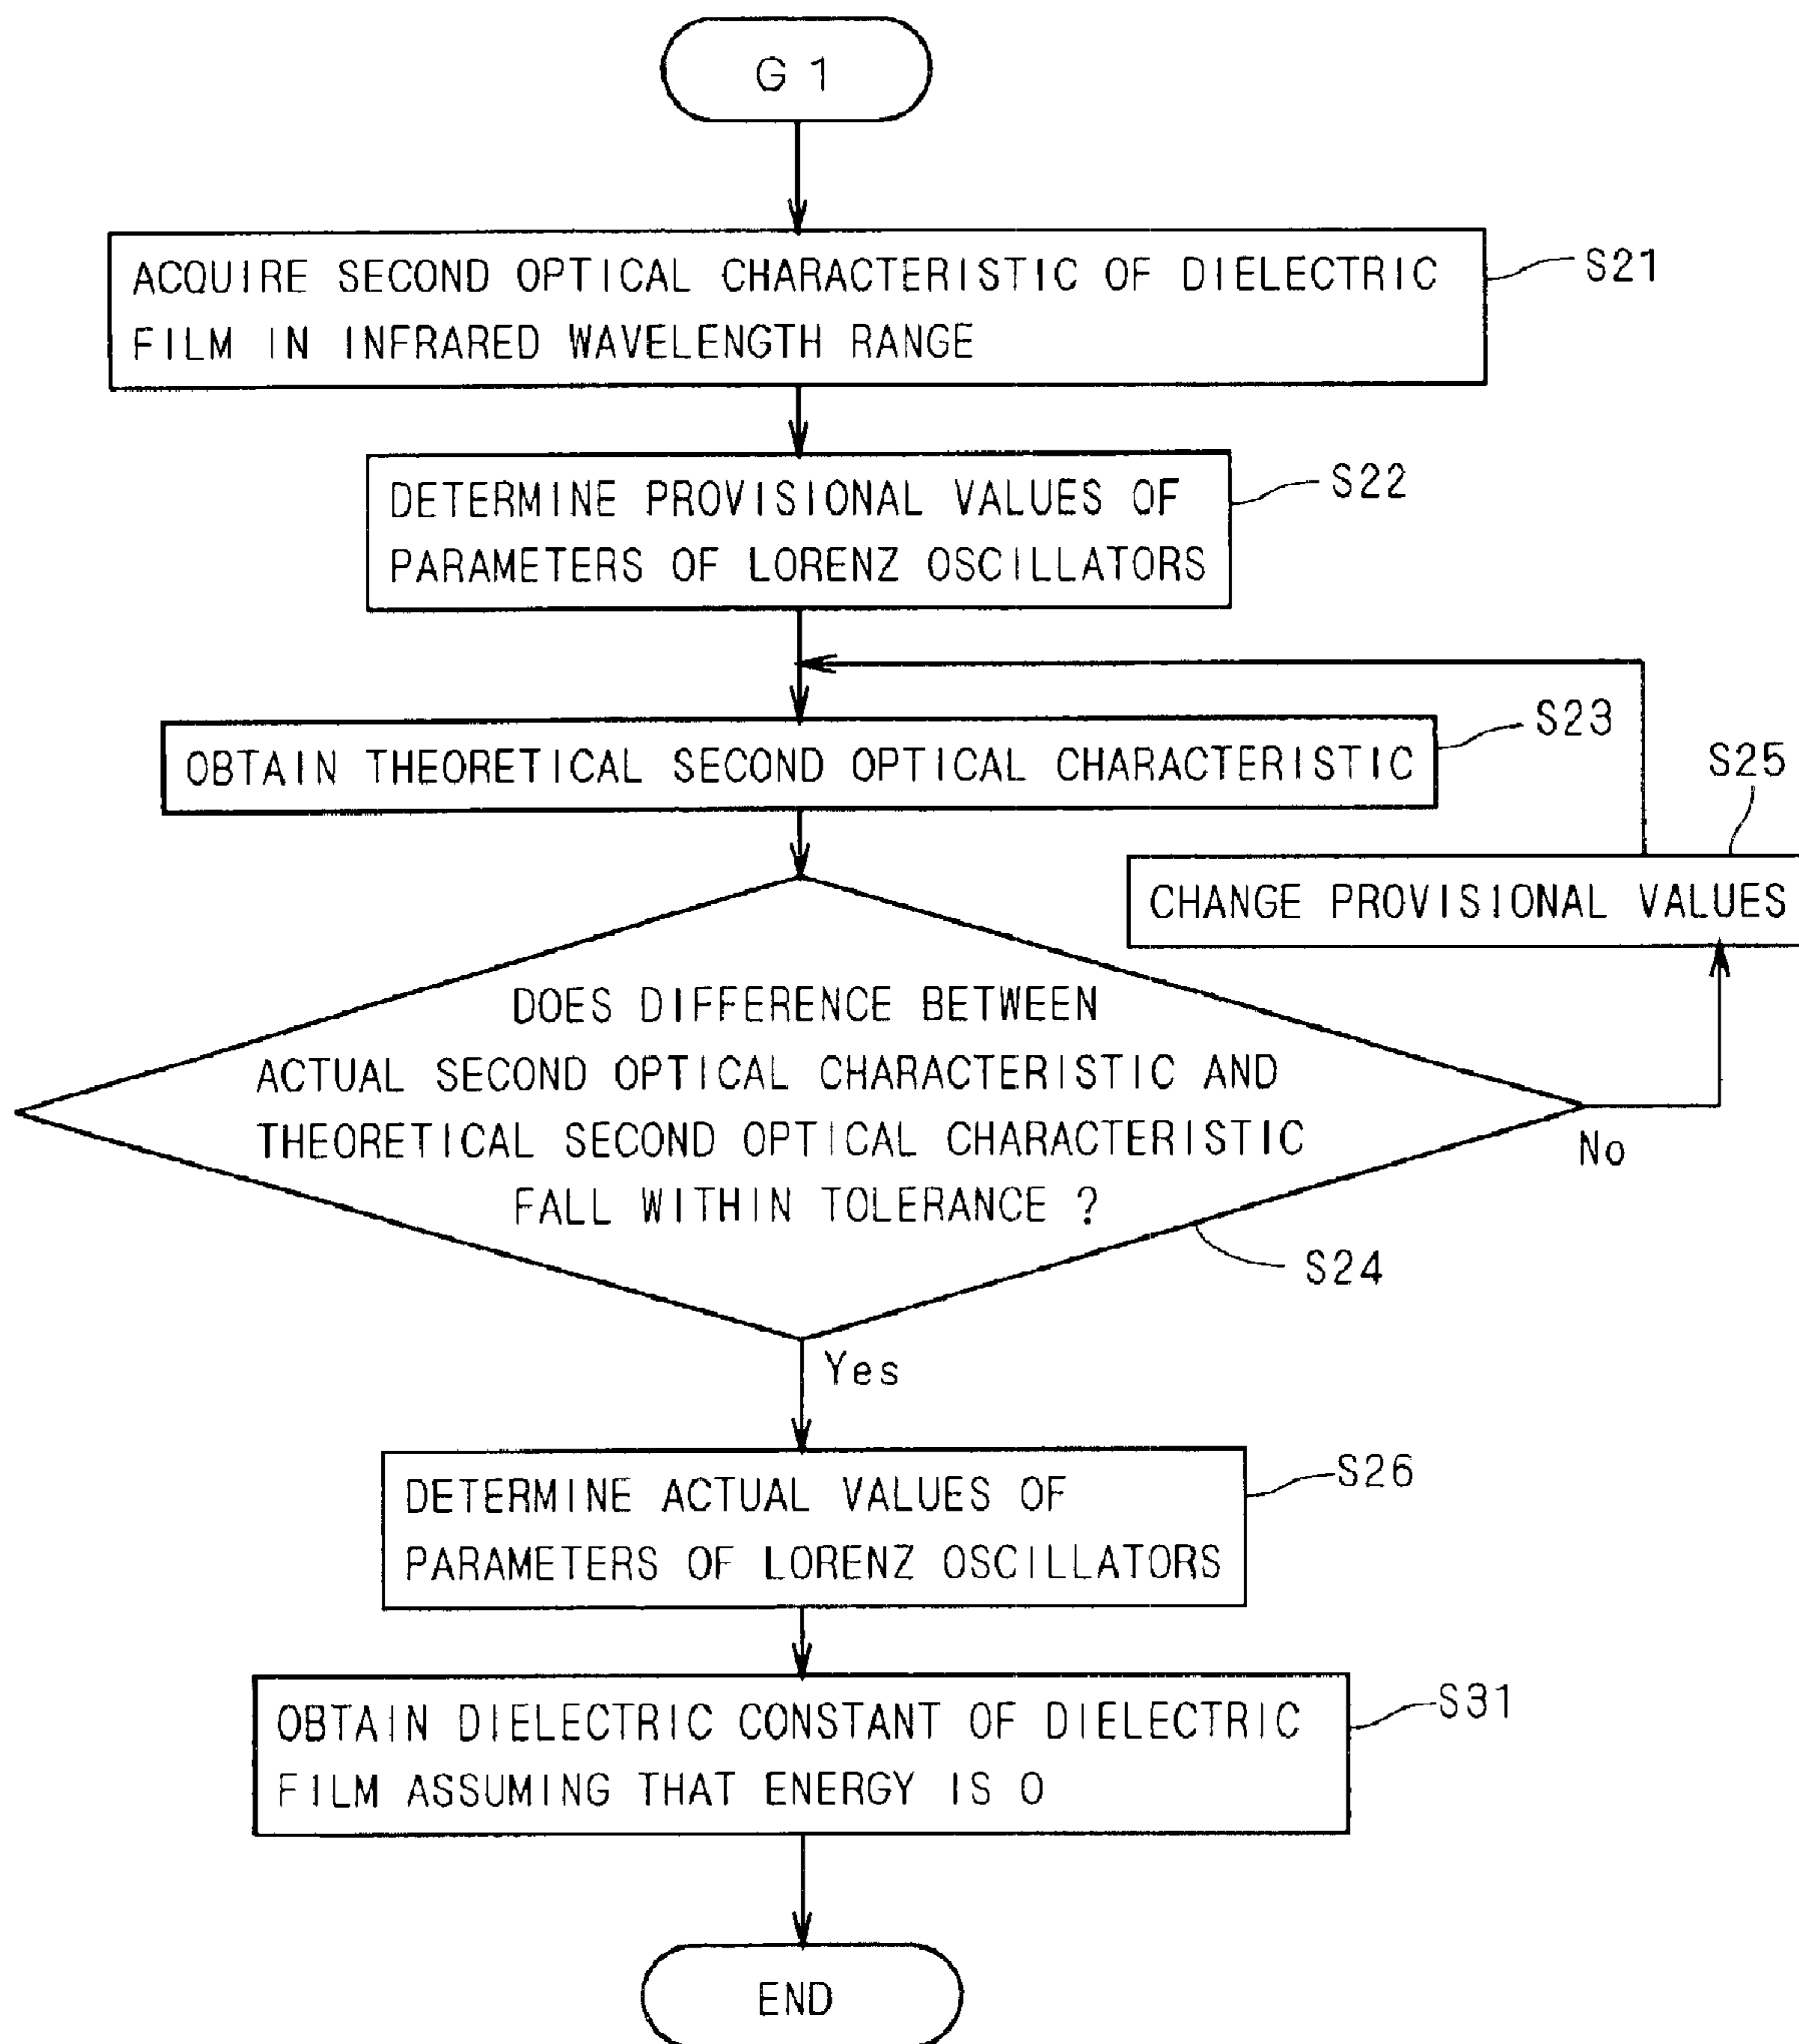 G 1
ACQUIRE SECOND OPTICAL CHARACTERISTIC OF DIELECTRIC
FILM IN INFRARED WAVELENGTH RANGE
S21
DETERMINE PROVISIONAL VALUES OF
PARAMETERS OF LORENZ OSCILLATORS
S22
OBTAIN THEORETICAL SECOND OPTICAL CHARACTERISTIC
S23
S25
CHANGE PROVISIONAL VALUES
DOES DIFFERENCE BETWEEN
ACTUAL SECOND OPTICAL CHARACTERISTIC AND
THEORETICAL SECOND OPTICAL CHARACTERISTIC
FALL WITHIN TOLERANCE ?
No
S24
Yes
DETERMINE ACTUAL VALUES OF
PARAMETERS OF LORENZ OSCILLATORS
S26
OBTAIN DIELECTRIC CONSTANT OF DIELECTRIC
FILM ASSUMING THAT ENERGY IS 0
S31
END